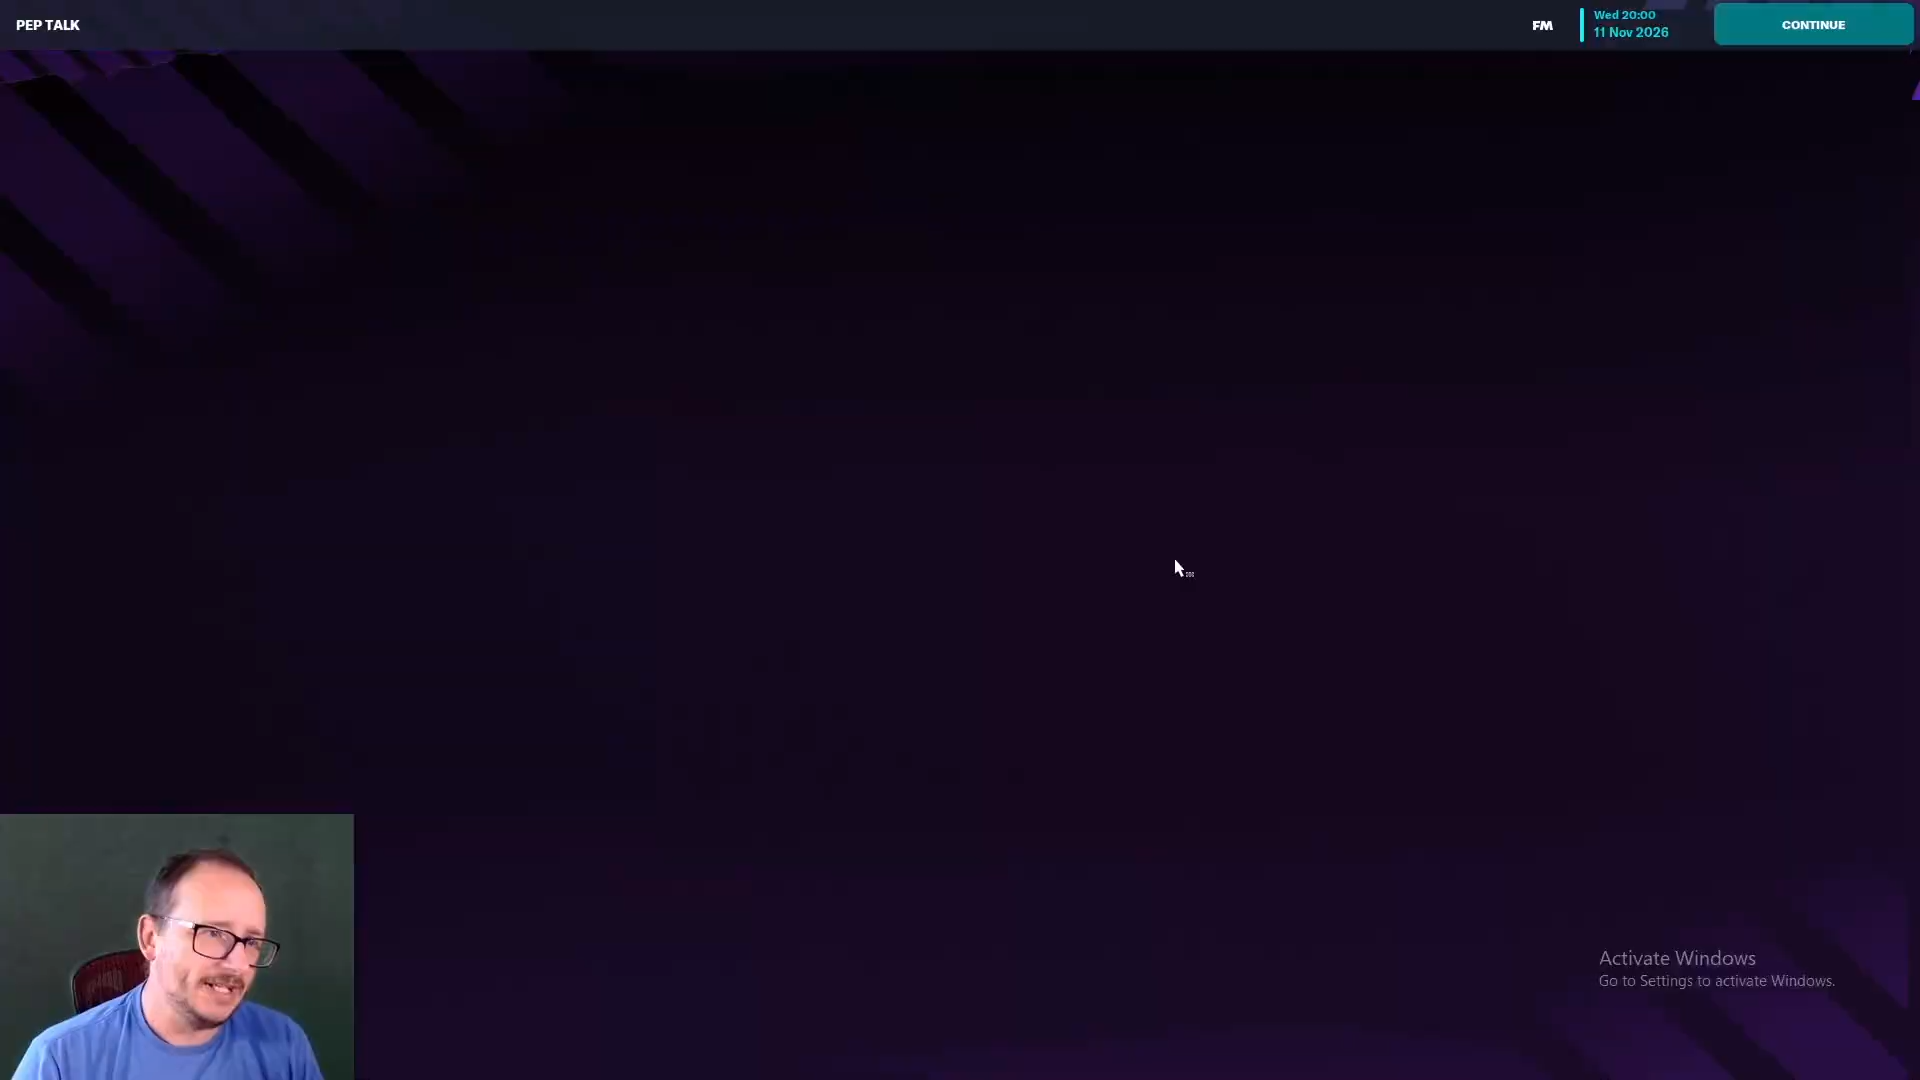 PEP TALK
FM
Wed 20:00
11 Nov 2026
CONTINUE
Activate Windows
Go to Settings to activate Windows.